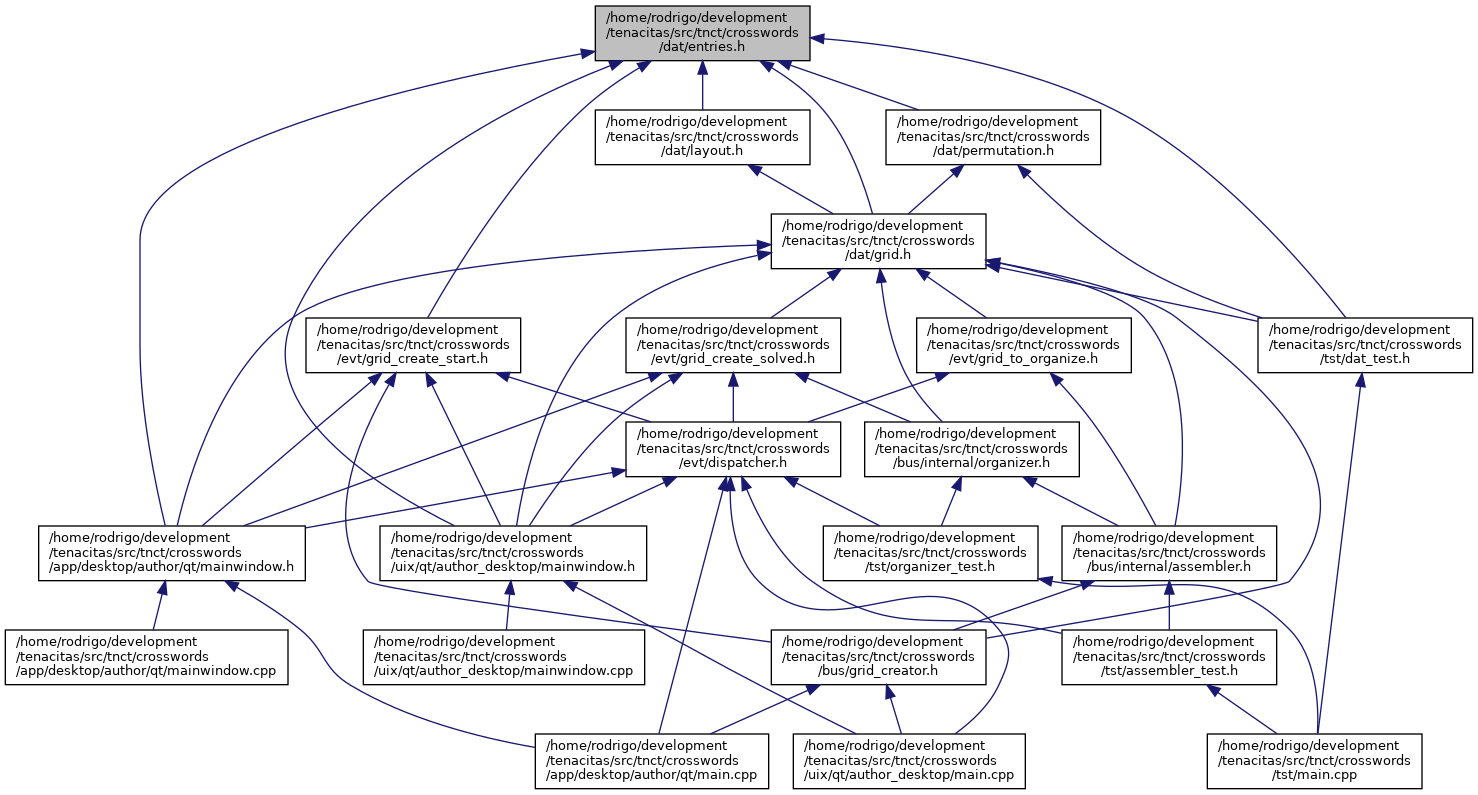 /home/rodrigo/development
/tenacitas/src/tnct/crosswords
/dat/entries.h
/home/rodrigo/development
/tenacitas/src/tnct/crosswords
/dat/layout.h
/home/rodrigo/development
/tenacitas/src/tnct/crosswords
/dat/permutation.h
/home/rodrigo/development
/tenacitas/src/tnct/crosswords
/dat/grid.h
/home/rodrigo/development
/tenacitas/src/tnct/crosswords
/evt/grid_create_start.h
/home/rodrigo/development
/tenacitas/src/tnct/crosswords
/evt/grid_create_solved.h
/home/rodrigo/development
/tenacitas/src/tnct/crosswords
/evt/grid_to_organize.h
/home/rodrigo/development
/tenacitas/src/tnct/crosswords
/tst/dat_test.h
/home/rodrigo/development
/tenacitas/src/tnct/crosswords
/evt/dispatcher.h
/home/rodrigo/development
/tenacitas/src/tnct/crosswords
/bus/internal/organizer.h
/home/rodrigo/development
/tenacitas/src/tnct/crosswords
/app/desktop/author/qt/mainwindow.h
/home/rodrigo/development
/tenacitas/src/tnct/crosswords
/uix/qt/author_desktop/mainwindow.h
/home/rodrigo/development
/tenacitas/src/tnct/crosswords
/tst/organizer_test.h
/home/rodrigo/development
/tenacitas/src/tnct/crosswords
/bus/internal/assembler.h
/home/rodrigo/development
/tenacitas/src/tnct/crosswords
/app/desktop/author/qt/mainwindow.cpp
/home/rodrigo/development
/tenacitas/src/tnct/crosswords
/uix/qt/author_desktop/mainwindow.cpp
/home/rodrigo/development
/tenacitas/src/tnct/crosswords
/bus/grid_creator.h
/home/rodrigo/development
/tenacitas/src/tnct/crosswords
/tst/assembler_test.h
/home/rodrigo/development
/tenacitas/src/tnct/crosswords
/app/desktop/author/qt/main.cpp
/home/rodrigo/development
/tenacitas/src/tnct/crosswords
/uix/qt/author_desktop/main.cpp
/home/rodrigo/development
/tenacitas/src/tnct/crosswords
/tst/main.cpp